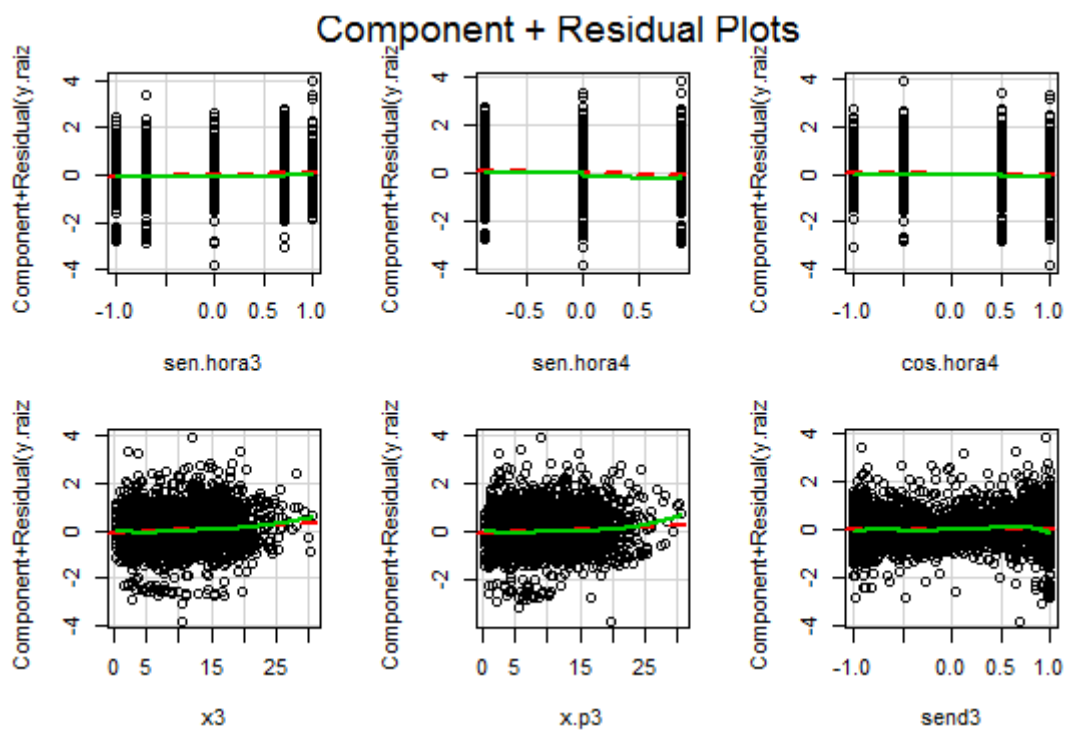 Component + Residual Plots
Component+Residual(y.raiz
4
2
0
-2
-4
-1.0 0.0 0.5 1.0
sen.hora3
Component+Residual(y.raiz
4
2
0
-2
-4
-0.5 0.0 0.5
sen.hora4
Component+Residual(y.raiz
4
2
0
-2
-4
-1.0 0.0 0.5 1.0
cos.hora4
Component+Residual(y.raiz
4
2
0
-2
-4
0 5 15 25
x3
Component+Residual(y.raiz
4
2
0
-2
0 5 15 25
x.p3
Component+Residual(y.raiz
4
2
0
-2
-4
-1.0 0.0 0.5 1.0
send3